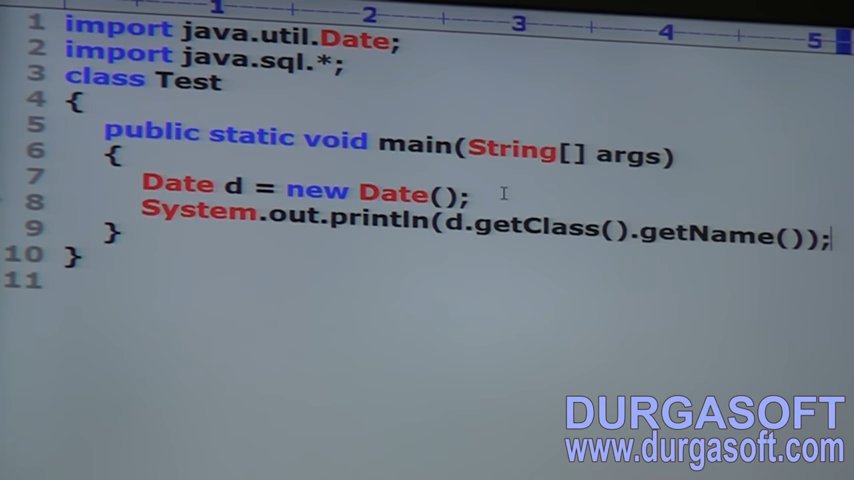 1 2 3 4 5
1 import java.util.Date;
2 import java.sql.*;
3 class Test
4 {
5 public static void main(String[] args)
6 {
7 Date d = new Date();
8 System.out.println(d.getClass().getName());
9 }
10 }
11
DURGASOFT
www.durgasoft.com